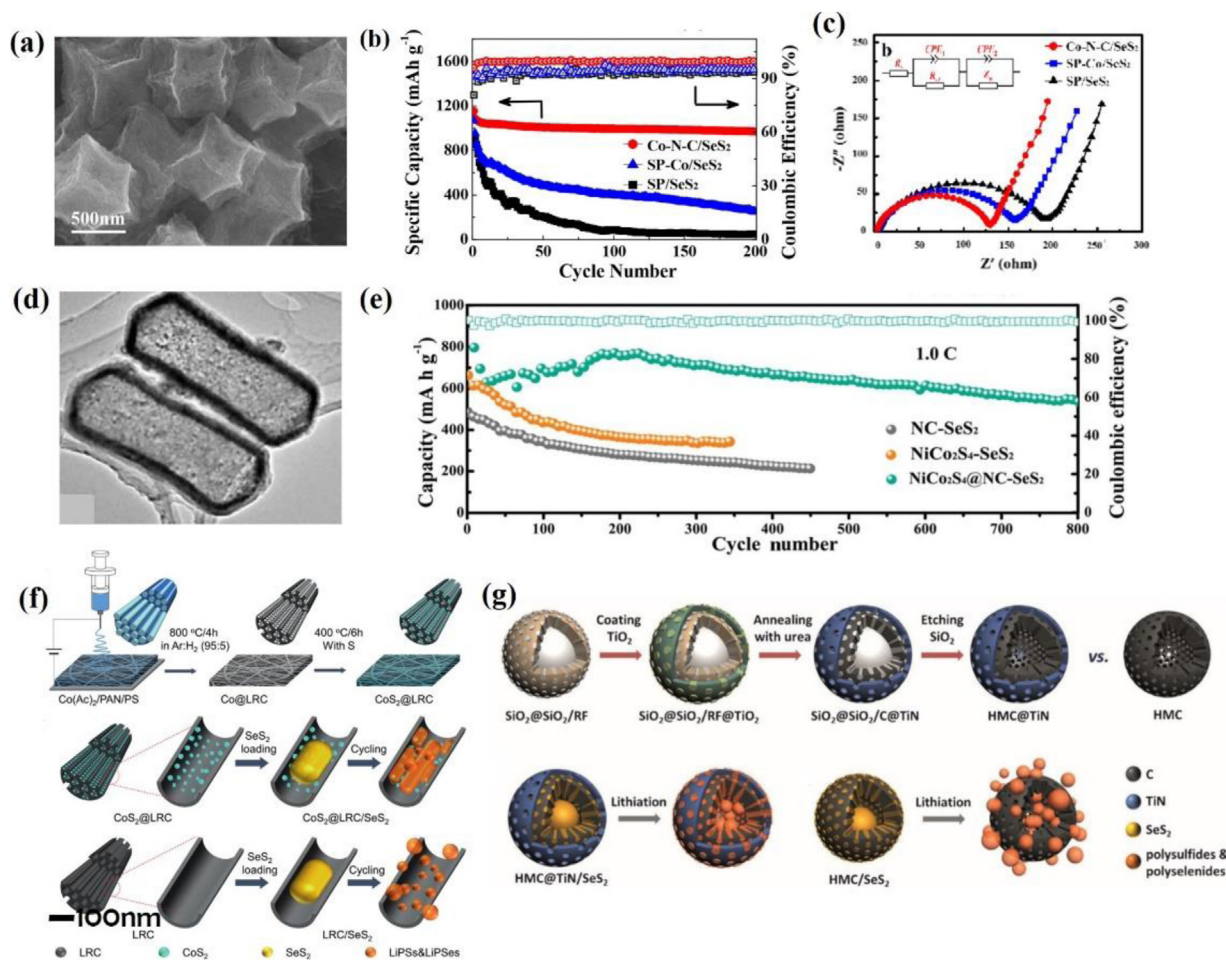 (a)
500nm
(b)
Specific Capacity (mAh g⁻¹)
1600
1200
800
400
0
0 50 100 150 200
Cycle Number
Coulombic Efficiency (%)
90
60
30
0
Co-N-C/SeS₂
SP-Co/SeS₂
SP/SeS₂
(c)
b
CPE₁ CPE₂
Co-N-C/SeS₂
SP-Co/SeS₂
SP/SeS₂
-Z'' (ohm)
250
200
150
100
50
0
0 50 100 150 200 250 300
Z' (ohm)
(d)
(e)
Capacity (mA h g⁻¹)
1000
800
600
400
200
0
0 100 200 300 400 500 600 700 800
Cycle number
Coulombic efficiency (%)
100
80
60
40
20
0
1.0 C
NC-SeS₂
NiCo₂S₄-SeS₂
NiCo₂S₄@NC-SeS₂
(f)
800 ºC/4h
in Ar:H₂ (95:5)
400 ºC/6h
With S
Co(Ac)₂/PAN/PS
Co@LRC
CoS₂@LRC
SeS₂
loading
Cycling
CoS₂@LRC
CoS₂@LRC/SeS₂
SeS₂
loading
Cycling
100nm
LRC
LRC/SeS₂
LRC
CoS₂
SeS₂
LiPSs&LiPSes
(g)
Coating
TiO₂
Annealing
with urea
Etching
SiO₂
vs.
SiO₂@SiO₂/RF
SiO₂@SiO₂/RF@TiO₂
SiO₂@SiO₂/C@TiN
HMC@TiN
HMC
Lithiation
Lithiation
HMC@TiN/SeS₂
HMC/SeS₂
C
TiN
SeS₂
polysulfides &
polyselenides